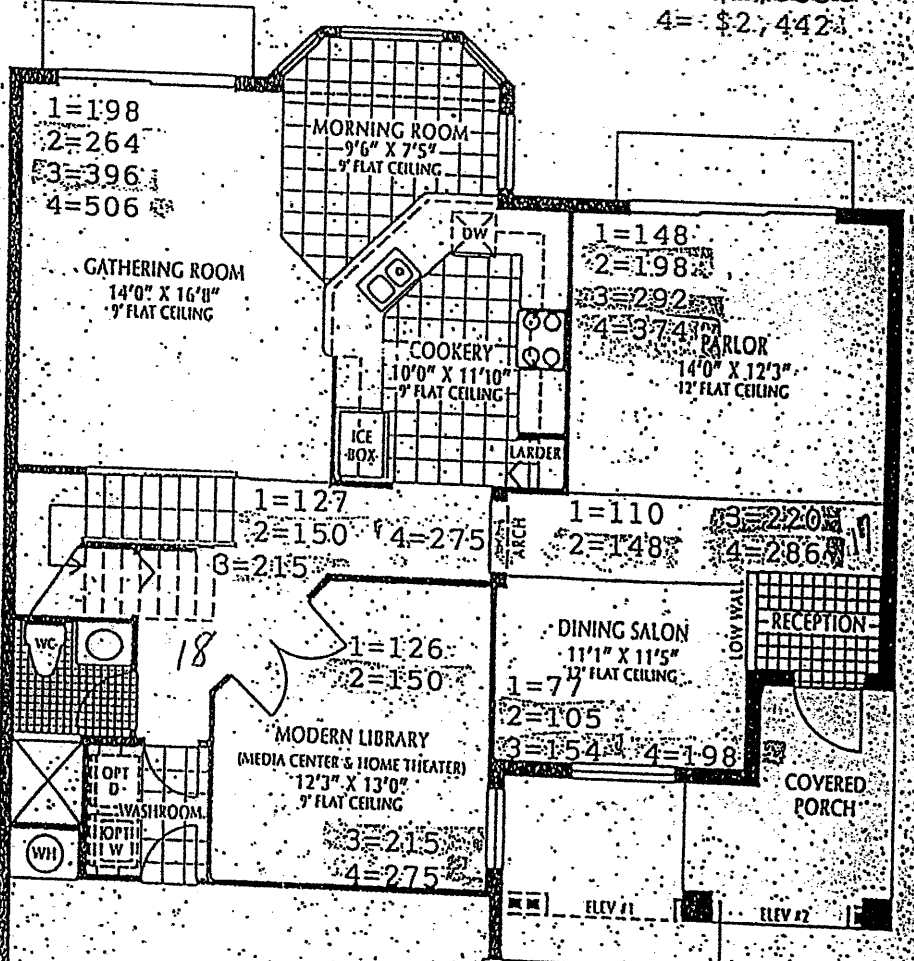 4= $2,442
1=198
2=264
3=396
4=506
MORNING ROOM
9'6" X 7'5"
9' FLAT CEILING
DW
GATHERING ROOM
14'0" X 16'8"
9' FLAT CEILING
1=148
2=198
3=292
4=374
PARLOR
14'0" X 12'3"
12' FLAT CEILING
COOKERY
10'0" X 11'10"
9' FLAT CEILING
ICE
BOX
LARDER
1=127
2=150
3=215
4=275
ARCH
1=110
2=148
3=220
4=286
WC
18
1=126
2=150
DINING SALON
11'1" X 11'5"
12' FLAT CEILING
LOW WALL
RECEPTION
1=77
2=105
3=154
4=198
MODERN LIBRARY
(MEDIA CENTER & HOME THEATER)
12'3" X 13'0"
9' FLAT CEILING
3=215
4=275
OPT
D
WASHROOM
OPT
W
WH
COVERED
PORCH
ELEV #1
ELEV #2